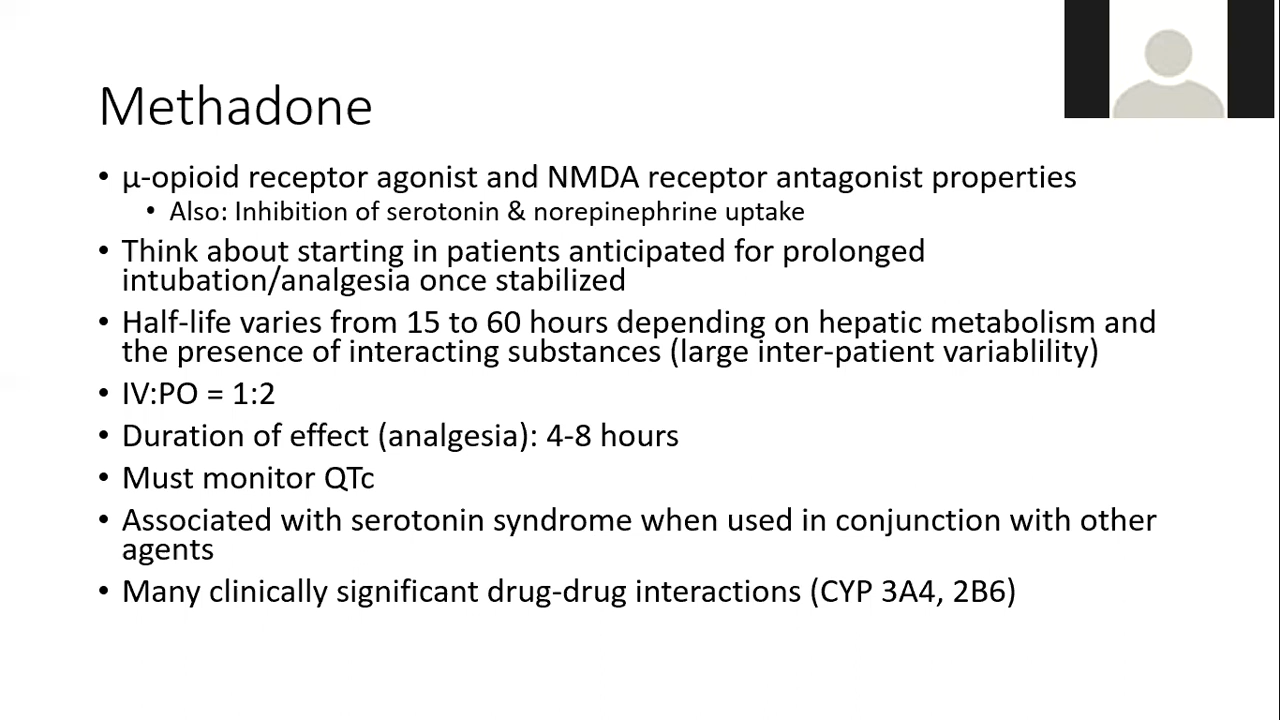 Methadone
• µ-opioid receptor agonist and NMDA receptor antagonist properties
• Also: Inhibition of serotonin & norepinephrine uptake
• Think about starting in patients anticipated for prolonged
intubation/analgesia once stabilized
• Half-life varies from 15 to 60 hours depending on hepatic metabolism and
the presence of interacting substances (large inter-patient variablility)
• IV:PO = 1:2
• Duration of effect (analgesia): 4-8 hours
• Must monitor QTc
• Associated with serotonin syndrome when used in conjunction with other
agents
• Many clinically significant drug-drug interactions (CYP 3A4, 2B6)